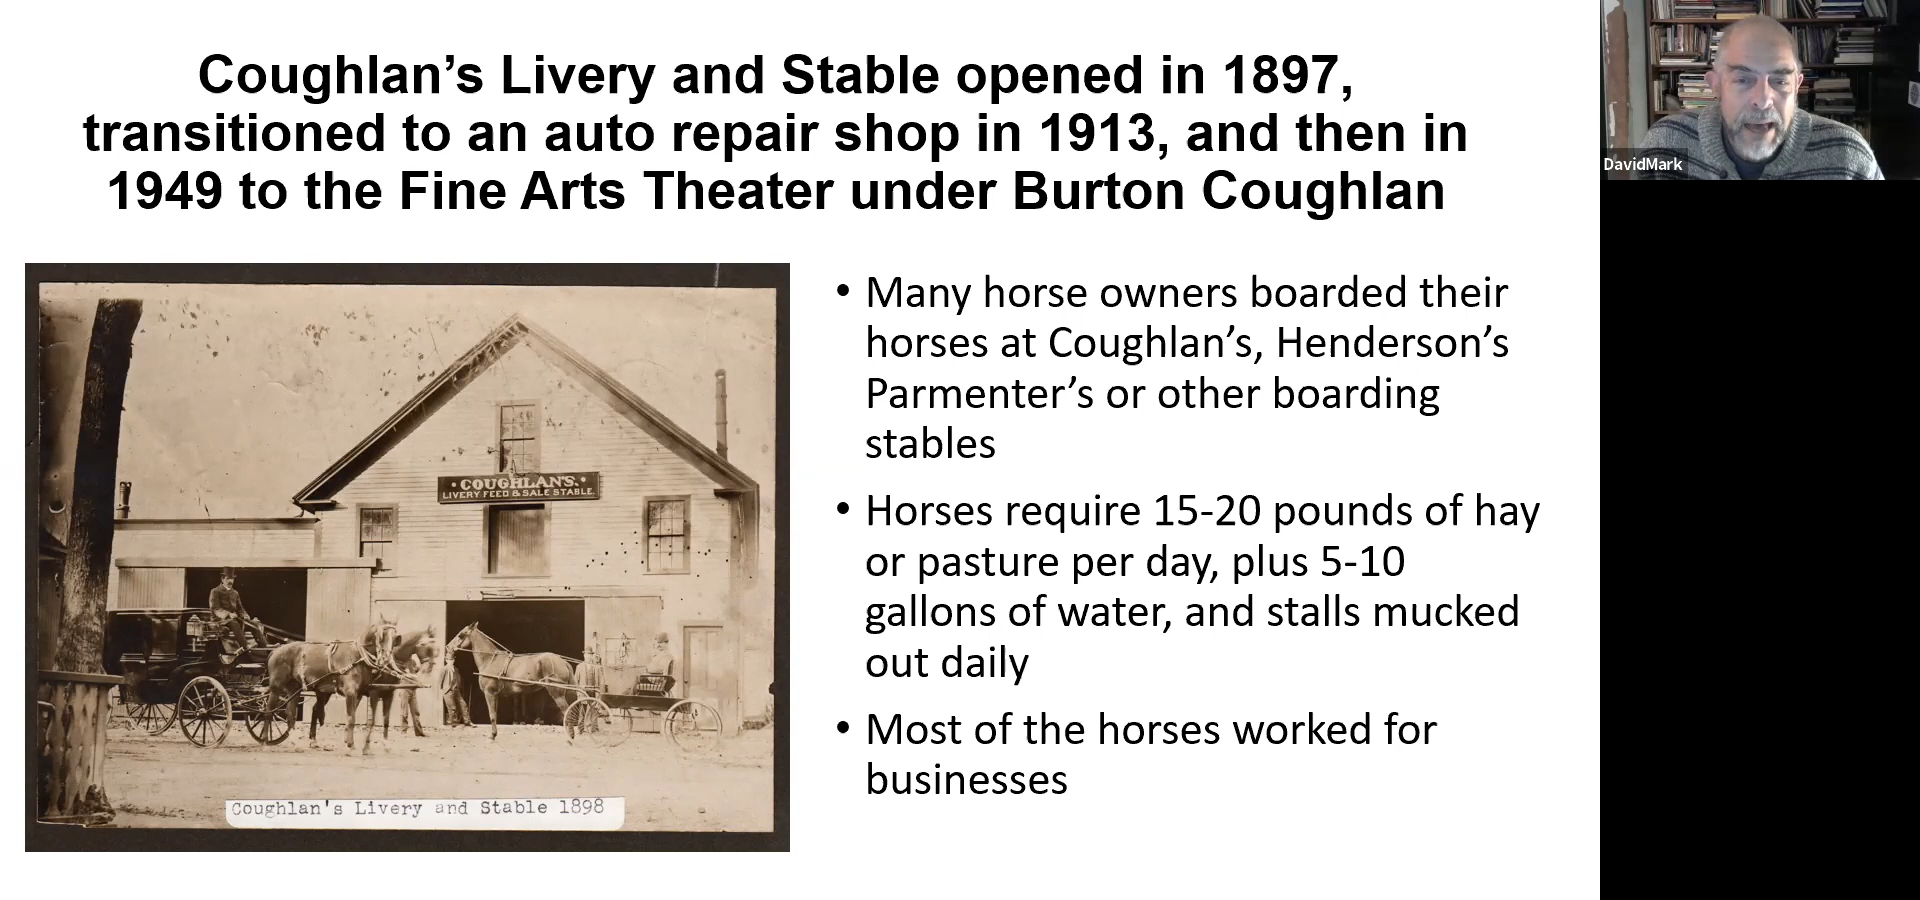 Coughlan’s Livery and Stable opened in 1897,
transitioned to an auto repair shop in 1913, and then in
1949 to the Fine Arts Theater under Burton Coughlan
DavidMark
• COUGHLAN'S. •
LIVERY FEED & SALE STABLE.
Coughlan's Livery and Stable 1898
• Many horse owners boarded their
horses at Coughlan’s, Henderson’s
Parmenter’s or other boarding
stables
• Horses require 15-20 pounds of hay
or pasture per day, plus 5-10
gallons of water, and stalls mucked
out daily
• Most of the horses worked for
businesses